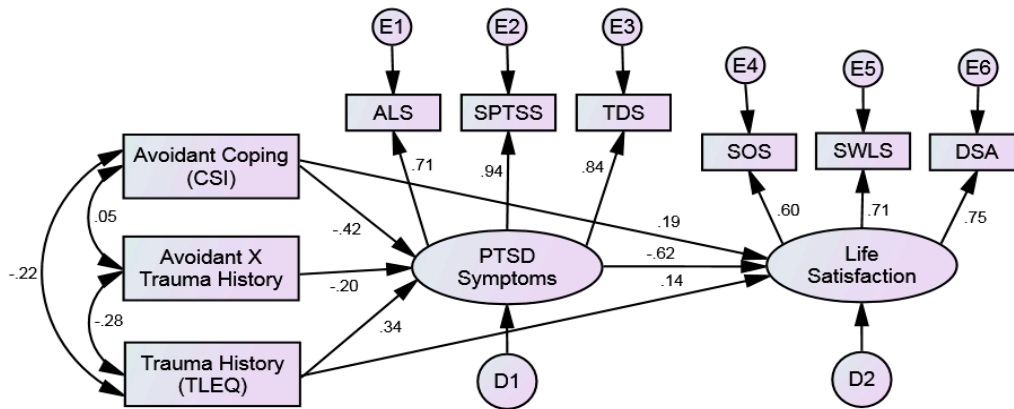 E1
E2
E3
E4
E5
E6
ALS
SPTSS
TDS
SOS
SWLS
DSA
Avoidant Coping
(CSI)
.71
.94
.84
.05
-.42
.19
.60
.71
.75
-.22
Avoidant X
Trauma History
-.20
PTSD
Symptoms
-.62
Life
Satisfaction
.14
-.28
.34
Trauma History
(TLEQ)
D1
D2